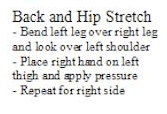 Back and Hip Stretch
- Bend left leg over right leg
and look over left shoulder
- Place right hand on left
thigh and apply pressure
- Repeat for right side